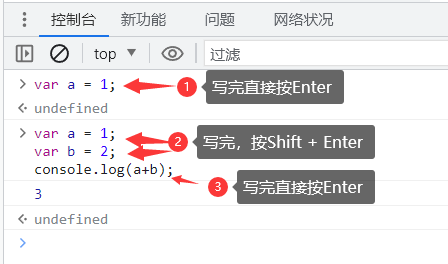 控制台 新功能 问题 网络状况
top 过滤
var a = 1; 1 写完直接按Enter
undefined
var a = 1;
var b = 2; 2 写完，按Shift + Enter
console.log(a+b); 3 写完直接按Enter
3
undefined